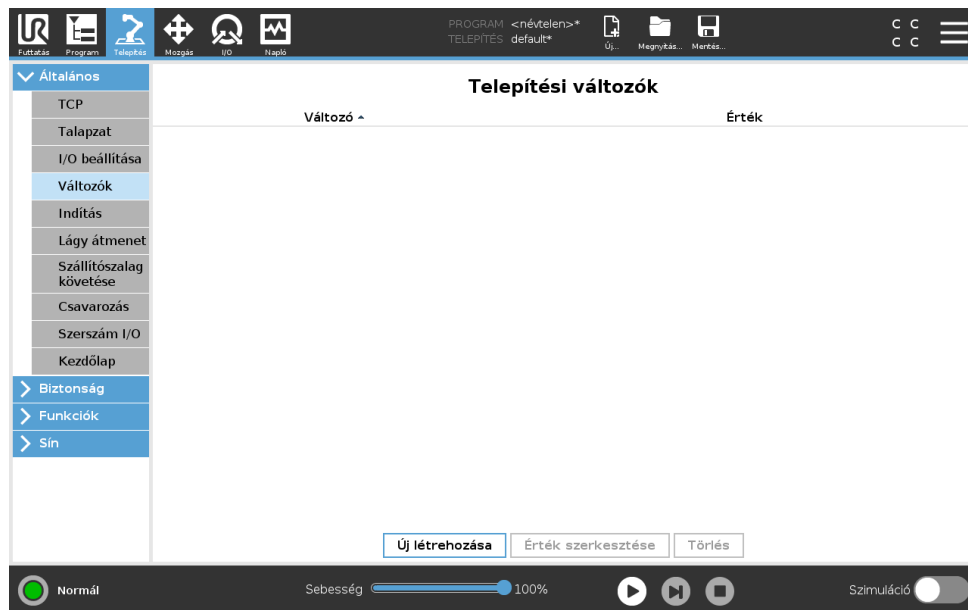 PROGRAM <névtelen>*
TELEPÍTÉS default*
C C
C C
Futtatás Program Telepítés Mozgás I/O Napló Új... Megnyitás... Mentés...
Általános
TCP
Talapzat
I/O beállítása
Változók
Indítás
Lágy átmenet
Szállítószalag
követése
Csavarozás
Szerszám I/O
Kezdőlap
Biztonság
Funkciók
Sín
Telepítési változók
Változó Érték
Új létrehozása Érték szerkesztése Törlés
Normál Sebesség 100% Szimuláció